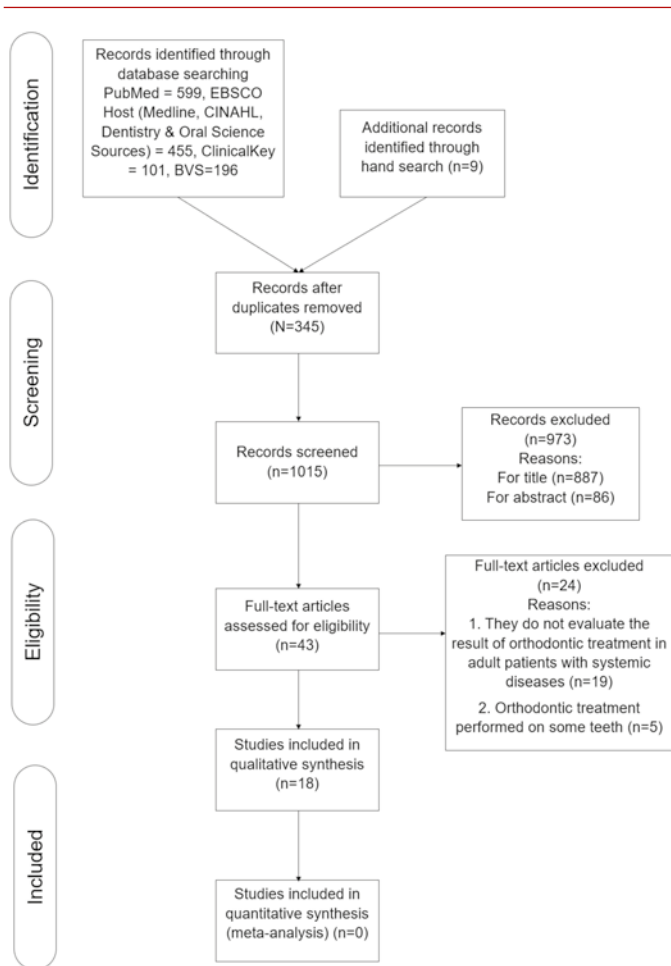 Identification
Records identified through
database searching
PubMed = 599, EBSCO
Host (Medline, CINAHL,
Dentistry & Oral Science
Sources) = 455, ClinicalKey
= 101, BVS=196
Additional records
identified through
hand search (n=9)
Screening
Records after
duplicates removed
(N=345)
Records screened
(n=1015)
Records excluded
(n=973)
Reasons:
For title (n=887)
For abstract (n=86)
Eligibility
Full-text articles
assessed for eligibility
(n=43)
Full-text articles excluded
(n=24)
Reasons:
1. They do not evaluate the
result of orthodontic treatment in
adult patients with systemic
diseases (n=19)
2. Orthodontic treatment
performed on some teeth (n=5)
Studies included in
qualitative synthesis
(n=18)
Included
Studies included in
quantitative synthesis
(meta-analysis) (n=0)